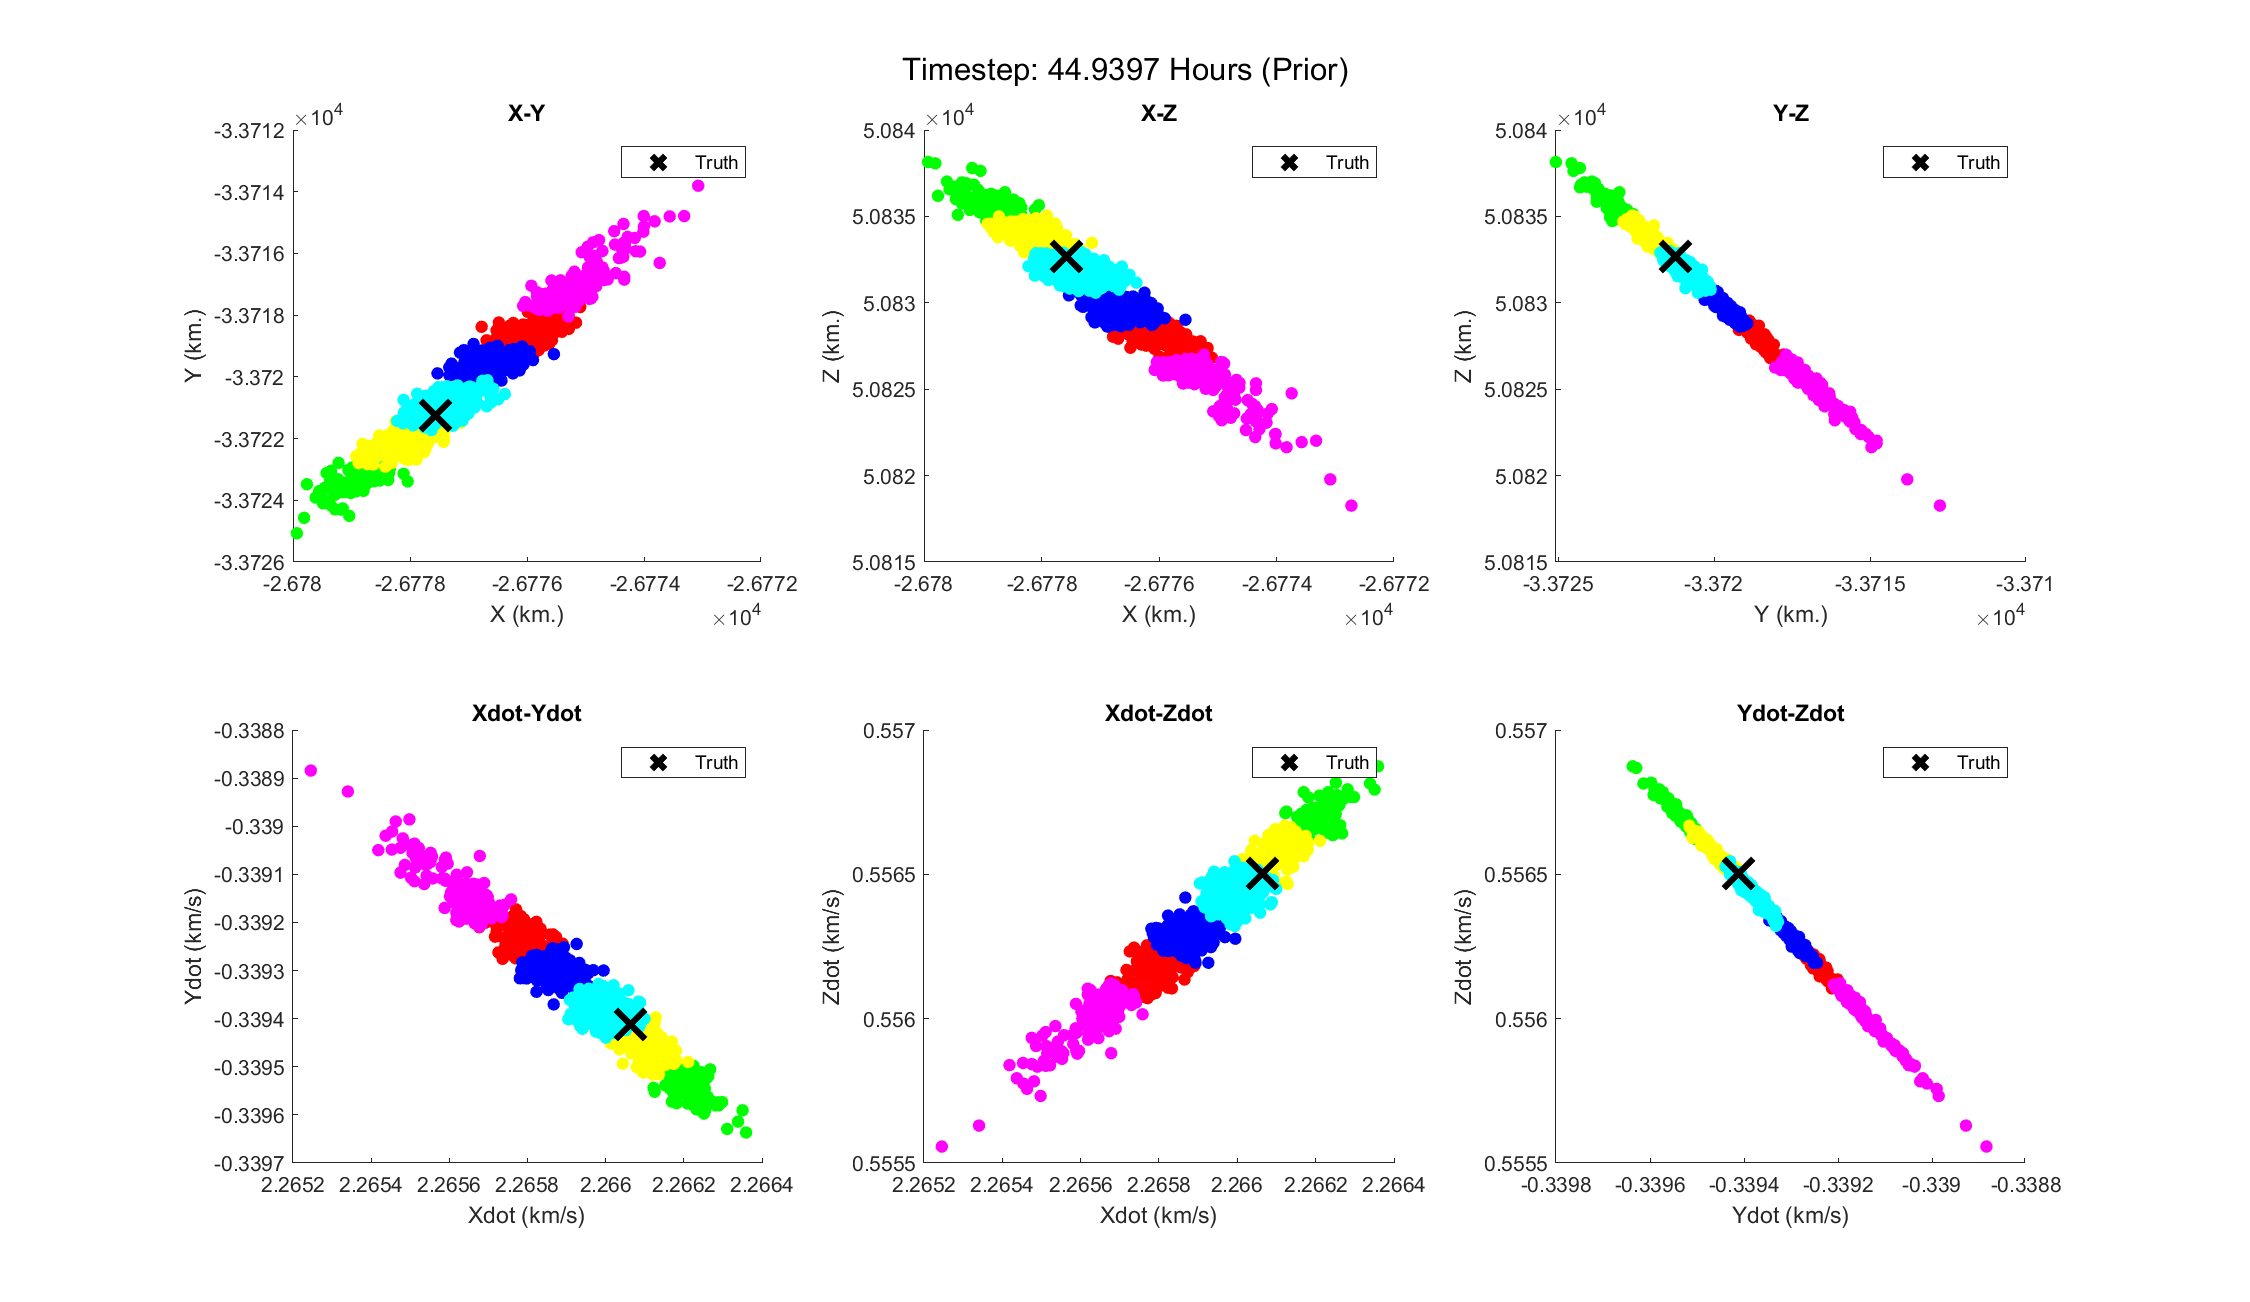 Timestep: 44.9397 Hours (Prior)
X-Y
×10^4
-3.3712
-3.3714
-3.3716
-3.3718
-3.372
-3.3722
-3.3724
-3.3726
Y (km.)
Truth
-2.678 -2.6778 -2.6776 -2.6774 -2.6772
X (km.)
×10^4
X-Z
×10^4
5.084
5.0835
5.083
5.0825
5.082
5.0815
Z (km.)
Truth
-2.678 -2.6778 -2.6776 -2.6774 -2.6772
X (km.)
×10^4
Y-Z
×10^4
5.084
5.0835
5.083
5.0825
5.082
5.0815
Z (km.)
Truth
-3.3725 -3.372 -3.3715 -3.371
Y (km.)
×10^4
Xdot-Ydot
-0.3388
-0.3389
-0.339
-0.3391
-0.3392
-0.3393
-0.3394
-0.3395
-0.3396
-0.3397
Ydot (km/s)
Truth
2.2652 2.2654 2.2656 2.2658 2.266 2.2662 2.2664
Xdot (km/s)
Xdot-Zdot
0.557
0.5565
0.556
0.5555
Zdot (km/s)
Truth
2.2652 2.2654 2.2656 2.2658 2.266 2.2662 2.2664
Xdot (km/s)
Ydot-Zdot
0.557
0.5565
0.556
0.5555
Zdot (km/s)
Truth
-0.3398 -0.3396 -0.3394 -0.3392 -0.339 -0.3388
Ydot (km/s)